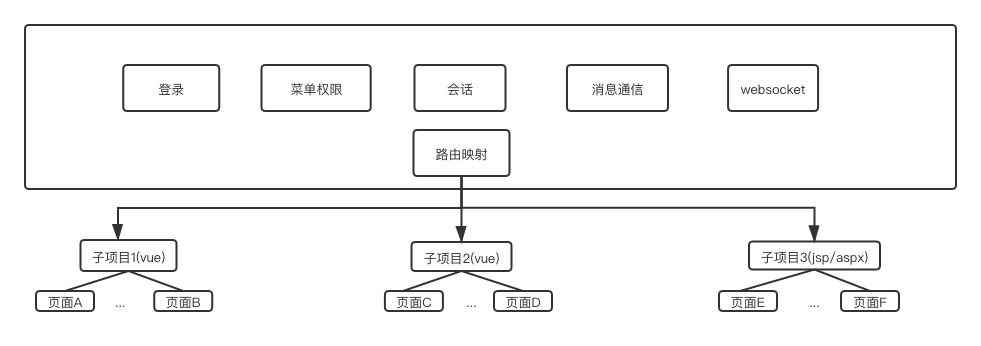 登录
菜单权限
会话
消息通信
websocket
路由映射
子项目1(vue)
子项目2(vue)
子项目3(jsp/aspx)
页面A
...
页面B
页面C
...
页面D
页面E
...
页面F